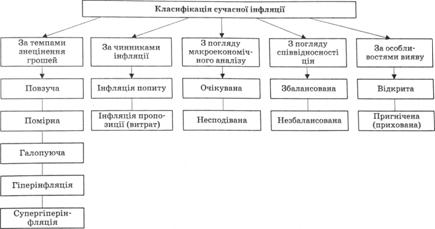 Класифікація сучасної інфляції
За темпами
знецінення
грошей
За чинниками
інфляції
З погляду
макроекономіч-
ного аналізу
З погляду
співвідносності
цін
За особли-
востями вияву
Повзуча
Інфляція попиту
Очікувана
Збалансована
Відкрита
Помірна
Інфляція пропо-
зиції (витрат)
Несподівана
Незбалансована
Пригнічена
(прихована)
Галопуюча
Гіперінфляція
Супергіперін-
фляція